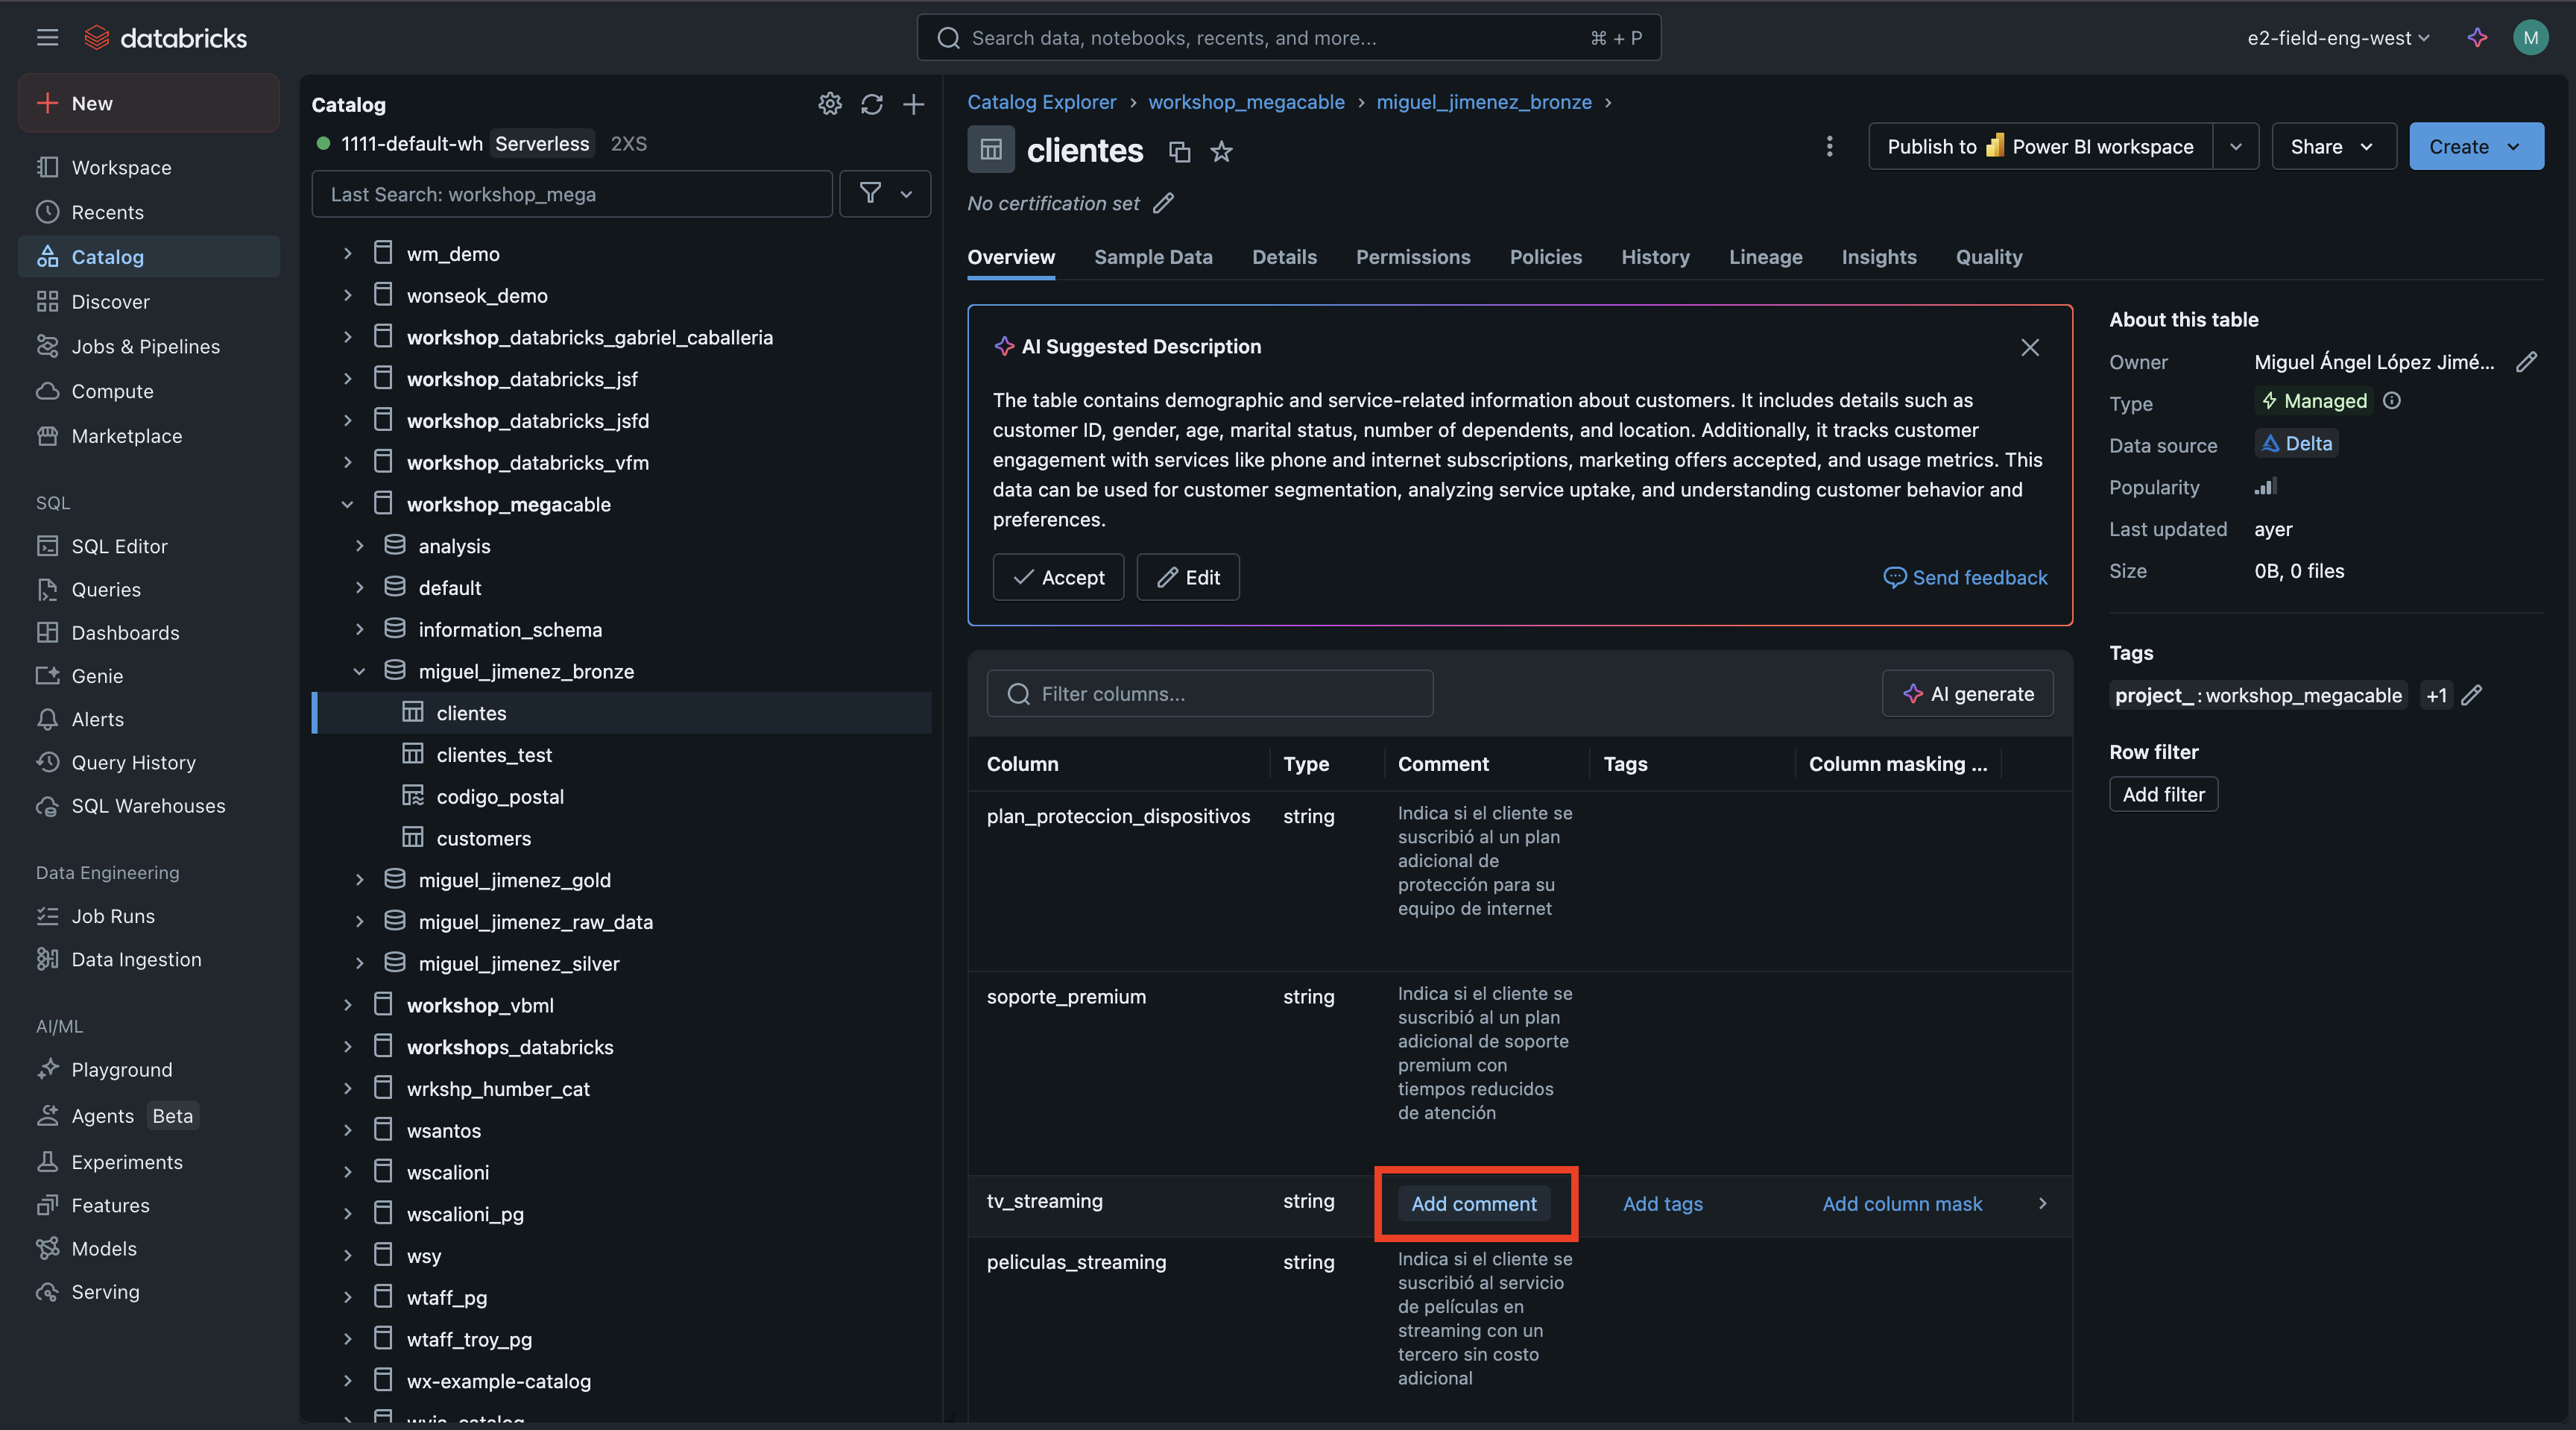 databricks
Search data, notebooks, recents, and more...
⌘ + P
e2-field-eng-west
M
New
Workspace
Recents
Catalog
Discover
Jobs & Pipelines
Compute
Marketplace
SQL
SQL Editor
Queries
Dashboards
Genie
Alerts
Query History
SQL Warehouses
Data Engineering
Job Runs
Data Ingestion
AI/ML
Playground
Agents Beta
Experiments
Features
Models
Serving
Catalog
1111-default-wh Serverless 2XS
Last Search: workshop_mega
wm_demo
wonseok_demo
workshop_databricks_gabriel_caballeria
workshop_databricks_jsf
workshop_databricks_jsfd
workshop_databricks_vfm
workshop_megacable
analysis
default
information_schema
miguel_jimenez_bronze
clientes
clientes_test
codigo_postal
customers
miguel_jimenez_gold
miguel_jimenez_raw_data
miguel_jimenez_silver
workshop_vbml
workshops_databricks
wrkshp_humber_cat
wsantos
wscalioni
wscalioni_pg
wsy
wtaff_pg
wtaff_troy_pg
wx-example-catalog
Catalog Explorer › workshop_megacable › miguel_jimenez_bronze ›
clientes
Publish to Power BI workspace
Share
Create
No certification set
Overview Sample Data Details Permissions Policies History Lineage Insights Quality
AI Suggested Description
The table contains demographic and service-related information about customers. It includes details such as
customer ID, gender, age, marital status, number of dependents, and location. Additionally, it tracks customer
engagement with services like phone and internet subscriptions, marketing offers accepted, and usage metrics. This
data can be used for customer segmentation, analyzing service uptake, and understanding customer behavior and
preferences.
Accept
Edit
Send feedback
Filter columns...
AI generate
Column Type Comment Tags Column masking ...
plan_proteccion_dispositivos string
Indica si el cliente se
suscribió al un plan
adicional de
protección para su
equipo de internet
soporte_premium string
Indica si el cliente se
suscribió al un plan
adicional de soporte
premium con
tiempos reducidos
de atención
tv_streaming string Add comment Add tags Add column mask
peliculas_streaming string
Indica si el cliente se
suscribió al servicio
de películas en
streaming con un
tercero sin costo
adicional
About this table
Owner Miguel Ángel López Jimé...
Type Managed
Data source Delta
Popularity
Last updated ayer
Size 0B, 0 files
Tags
project_ : workshop_megacable +1
Row filter
Add filter